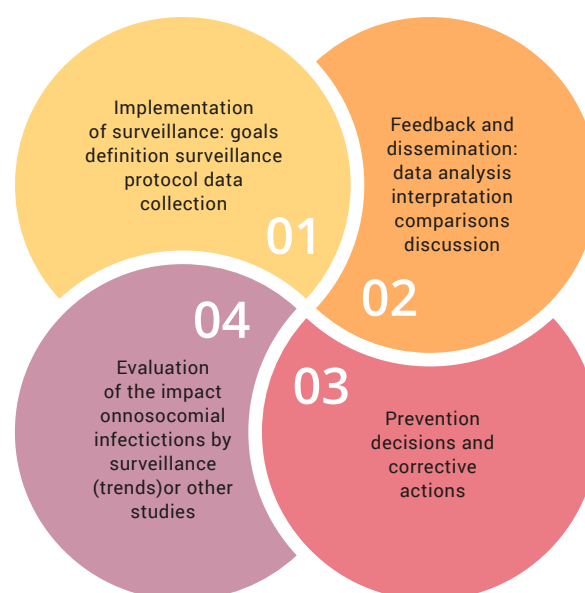 Implementation
of surveillance: goals
definition surveillance
protocol data
collection
01
Feedback and
dissemination:
data analysis
interpratation
comparisons
discussion
02
03
Prevention
decisions and
corrective
actions
04
Evaluation
of the impact
onnosocomial
infectictions by
surveillance
(trends)or other
studies